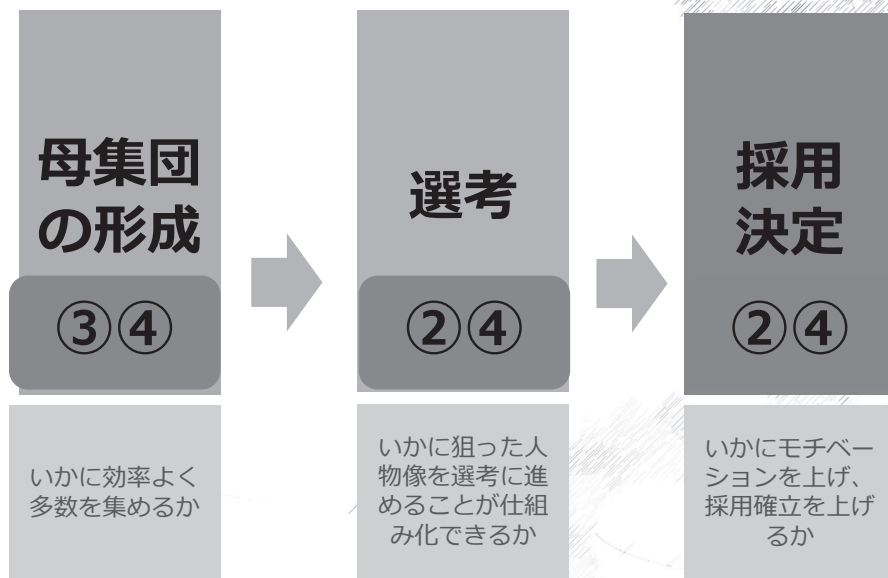 母集団
の形成
③④
いかに効率よく
多数を集めるか
選考
②④
いかに狙った人
物像を選考に進
めることが仕組
み化できるか
採用
決定
②④
いかにモチベー
ションを上げ、
採用確立を上げ
るか